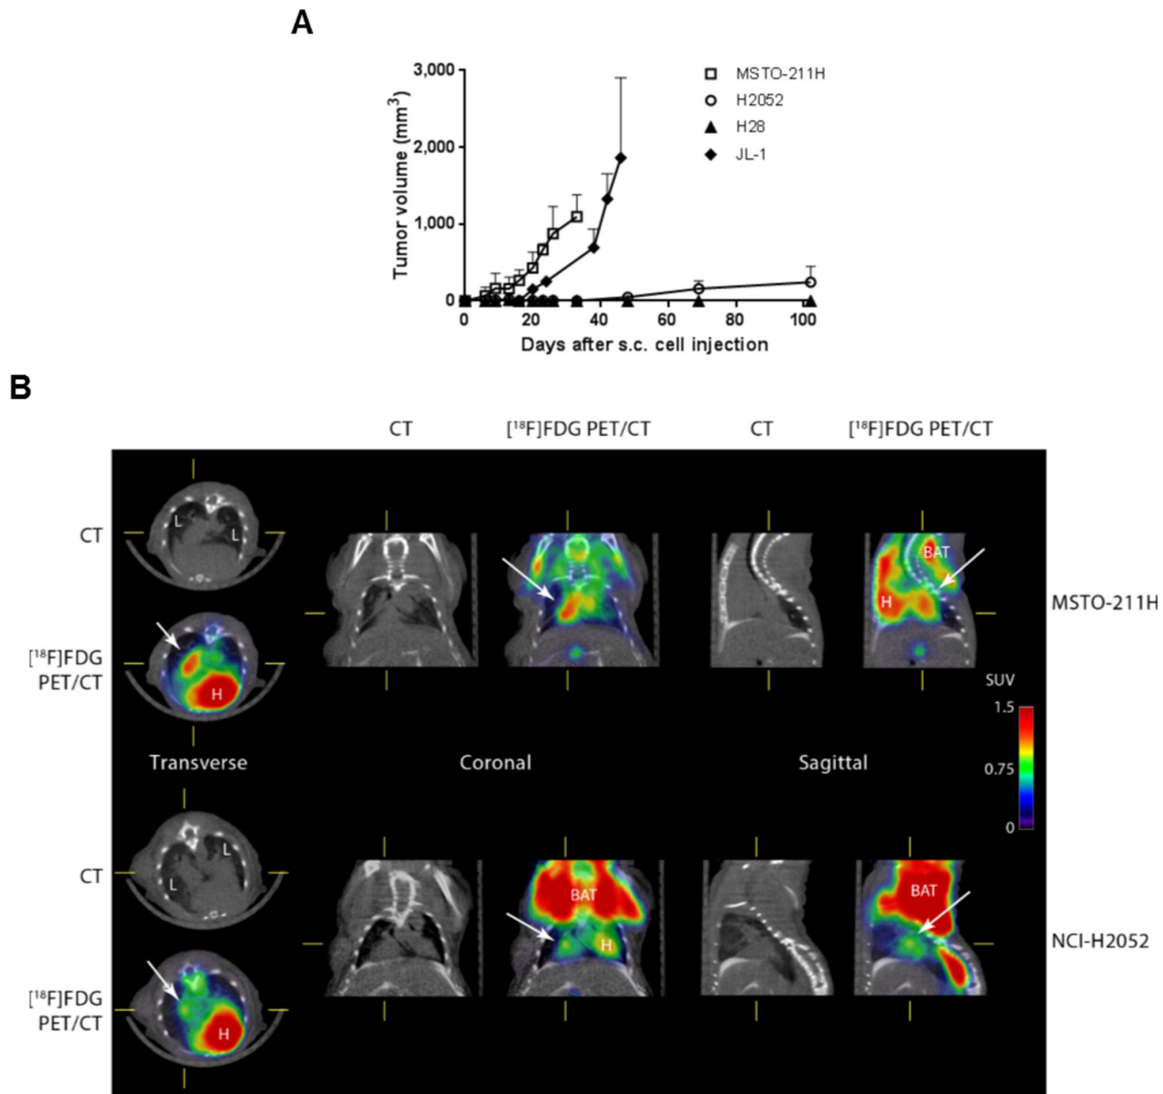 A
3,000
2,000
1,000
0
Tumor volume (mm³)
0 20 40 60 80 100
Days after s.c. cell injection
MSTO-211H
H2052
H28
JL-1
B
CT [¹⁸F]FDG PET/CT CT [¹⁸F]FDG PET/CT
CT
L L
BAT
H
MSTO-211H
[¹⁸F]FDG
PET/CT
H
SUV
1.5
0.75
0
Transverse Coronal Sagittal
CT
L
L
BAT
H
BAT
NCI-H2052
[¹⁸F]FDG
PET/CT
H